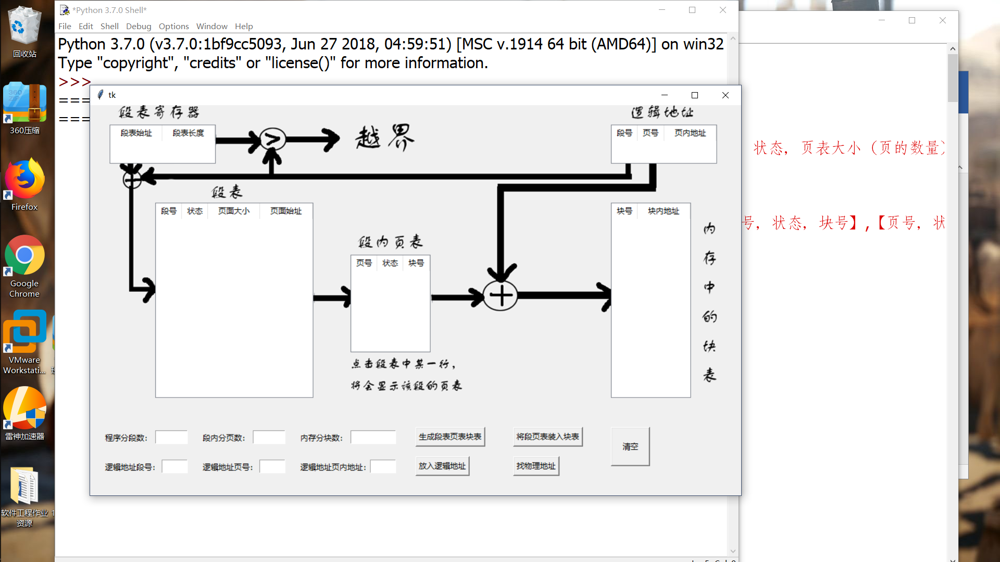 *Python 3.7.0 Shell*
File Edit Shell Debug Options Window Help
Python 3.7.0 (v3.7.0:1bf9cc5093, Jun 27 2018, 04:59:51) [MSC v.1914 64 bit (AMD64)] on win32
Type "copyright", "credits" or "license()" for more information.
>>>
===
===
回收站
360压缩
Firefox
Google
Chrome
VMware
Workstati...
雷神加速器
软件工程作业
资源
tk
段表寄存器
逻辑地址
段表始址 段表长度
>
越界
段号 页号 页内地址
段表
段号 状态 页面大小 页面始址
段内页表
页号 状态 块号
点击段表中某一行，
将会显示该段的页表
块号 块内地址
内存中的块表
程序分段数：
段内分页数：
内存分块数：
生成段表页表块表
将段页表装入块表
清空
逻辑地址段号：
逻辑地址页号：
逻辑地址页内地址：
放入逻辑地址
找物理地址
状态，页表大小（页的数量）
号，状态，块号】,【页号，状